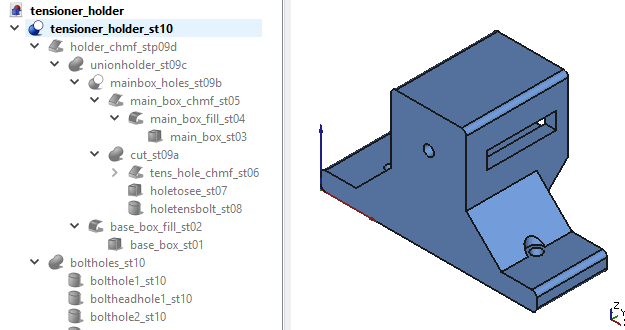 tensioner_holder
tensioner_holder_st10
holder_chmf_stp09d
unionholder_st09c
mainbox_holes_st09b
main_box_chmf_st05
main_box_fill_st04
main_box_st03
cut_st09a
tens_hole_chmf_st06
holetosee_st07
holetensbolt_st08
base_box_fill_st02
base_box_st01
boltholes_st10
bolthole1_st10
boltheadhole1_st10
bolthole2_st10
Z
Y